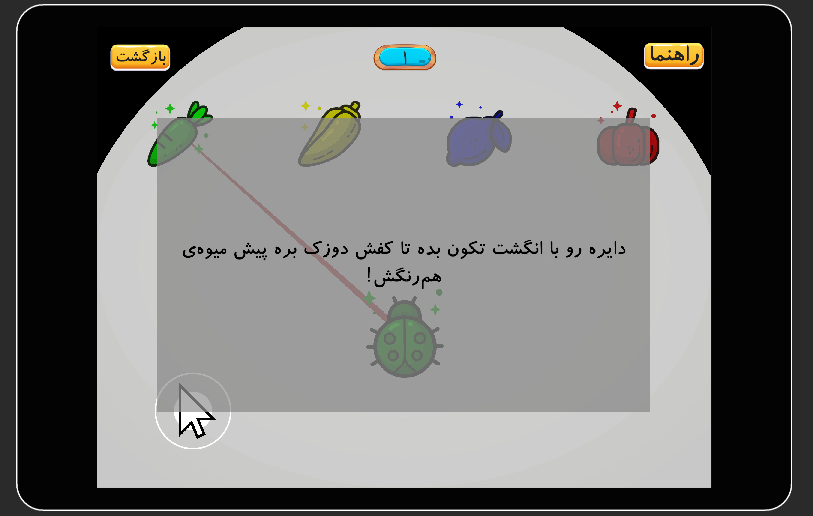 راهنما
۱
بازگشت
دایره رو با انگشت تکون بده تا کفش دوزک بره پیش میوه‌ی
هم‌رنگش!